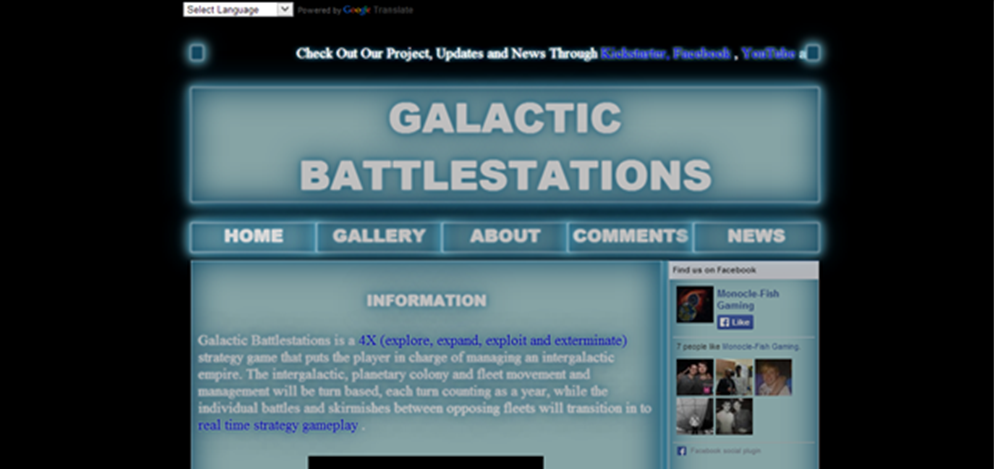 Select Language
Powered by Google Translate
Check Out Our Project, Updates and News Through Kickstarter, Facebook , YouTube a
GALACTIC
BATTLESTATIONS
HOME GALLERY ABOUT COMMENTS NEWS
INFORMATION
Galactic Battlestations is a 4X (explore, expand, exploit and exterminate)
strategy game that puts the player in charge of managing an intergalactic
empire. The intergalactic, planetary colony and fleet movement and
management will be turn based, each turn counting as a year, while the
individual battles and skirmishes between opposing fleets will transition in to
real time strategy gameplay .
Find us on Facebook
Monocle-Fish
Gaming
Like
7 people like Monocle-Fish Gaming.
Facebook social plugin